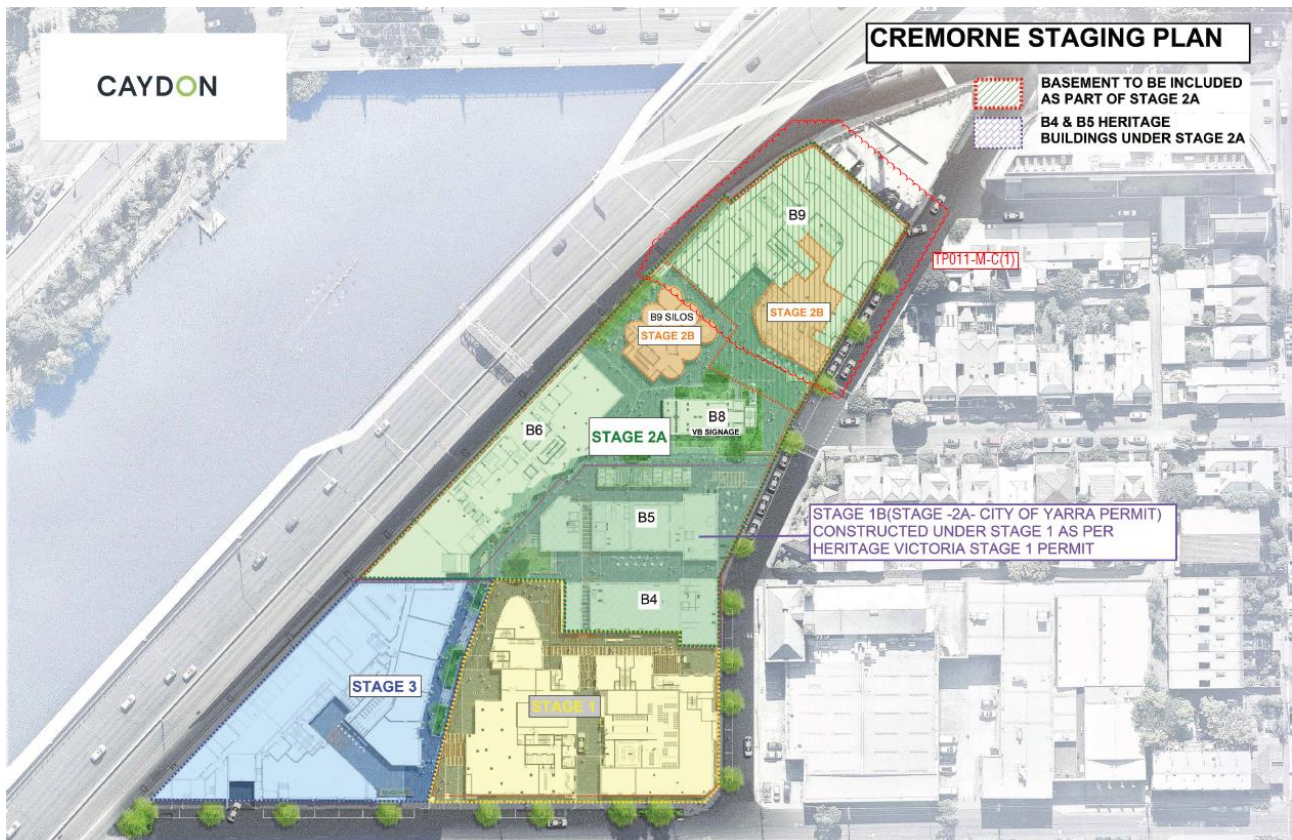 CAYDON
CREMORNE STAGING PLAN
BASEMENT TO BE INCLUDED
AS PART OF STAGE 2A
B4 & B5 HERITAGE
BUILDINGS UNDER STAGE 2A
B9
TP011-M-C(1)
STAGE 2B
B9 SILOS
STAGE 2B
B8
VB SIGNAGE
B6
STAGE 2A
B5
STAGE 1B(STAGE -2A- CITY OF YARRA PERMIT)
CONSTRUCTED UNDER STAGE 1 AS PER
HERITAGE VICTORIA STAGE 1 PERMIT
B4
STAGE 3
STAGE 1